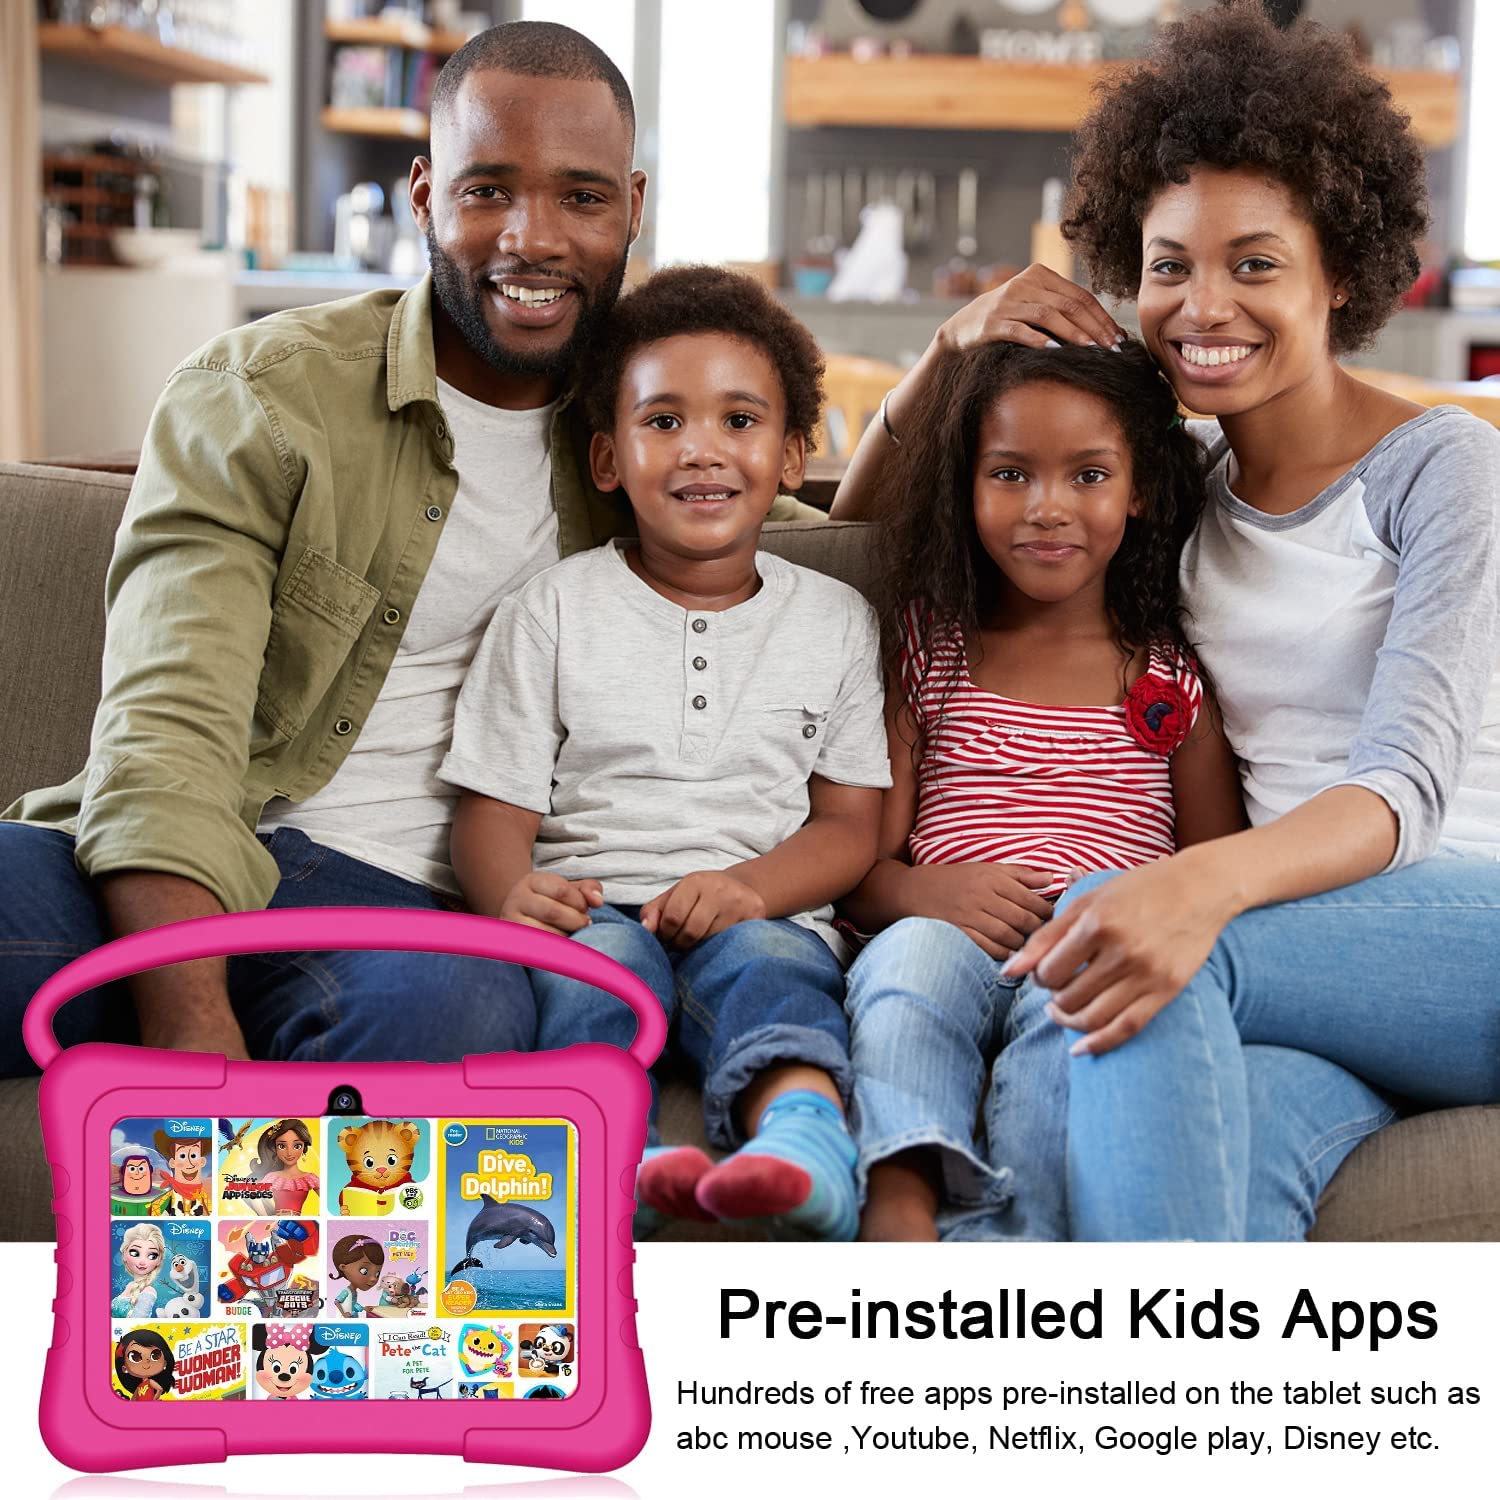 HOME
Disney
Disney
Junior
Appisodes
PBS
KIDS
Pre-reader
NATIONAL
GEOGRAPHIC
KIDS
Dive,
Dolphin!
Disney
BUDGE
TRANSFORMERS
RESCUE
BOTS
DOC
McStuffins
PET VET
SUPER
READER
BE A STAR,
WONDER
WOMAN!
Disney
I Can Read!
Pete the Cat
A PET
FOR PETE
Pre-installed Kids Apps
Hundreds of free apps pre-installed on the tablet such as
abc mouse ,Youtube, Netflix, Google play, Disney etc.